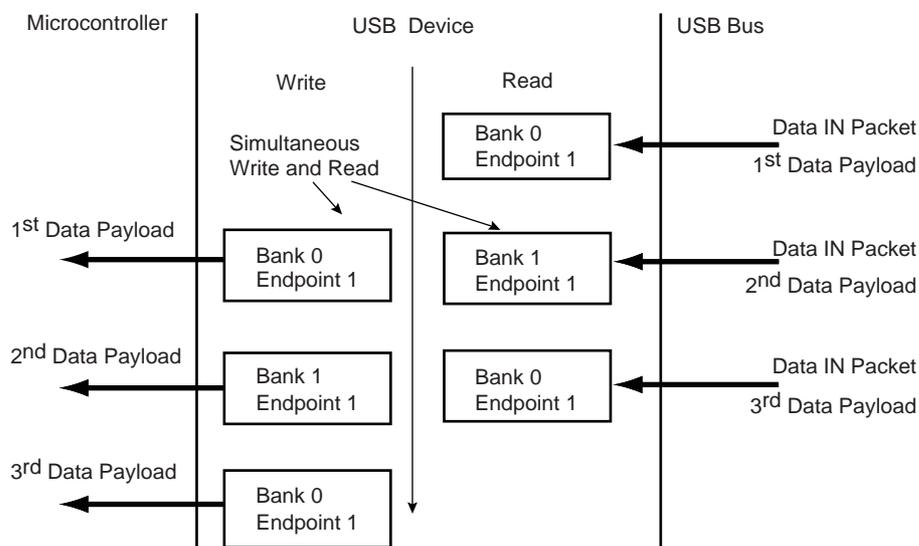 Microcontroller
USB Device
USB Bus
Write
Read
Simultaneous
Write and Read
Bank 0
Endpoint 1
Data IN Packet
1st Data Payload
1st Data Payload
Bank 0
Endpoint 1
Bank 1
Endpoint 1
Data IN Packet
2nd Data Payload
2nd Data Payload
Bank 1
Endpoint 1
Bank 0
Endpoint 1
Data IN Packet
3rd Data Payload
3rd Data Payload
Bank 0
Endpoint 1